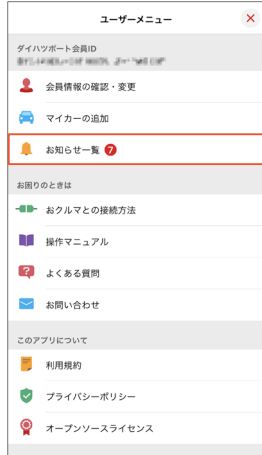 ユーザーメニュー
ダイハツポート会員ID
会員情報の確認・変更
マイカーの追加
お知らせ一覧 7
お困りのときは
おクルマとの接続方法
操作マニュアル
よくある質問
お問い合わせ
このアプリについて
利用規約
プライバシーポリシー
オープンソースライセンス